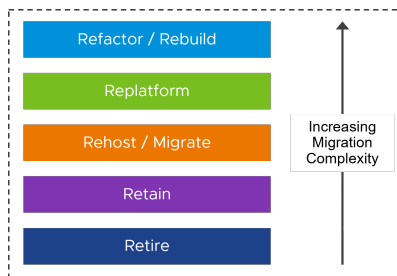 Refactor / Rebuild
Replatform
Rehost / Migrate
Retain
Retire
Increasing
Migration
Complexity